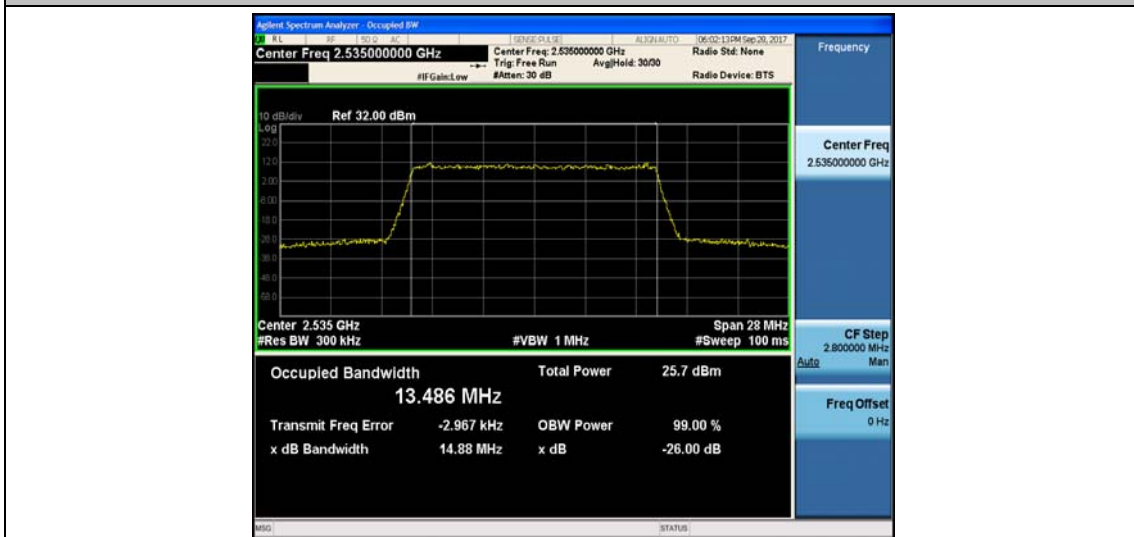 Agilent Spectrum Analyzer - Occupied BW
RL RF 50 Ω AC SENSE:PULSE ALIGN AUTO 06:02:13 PM Sep 20, 2017
Center Freq 2.535000000 GHz
Center Freq: 2.535000000 GHz
Radio Std: None
Trig: Free Run
Avg|Hold: 30/30
#IFGain:Low
#Atten: 30 dB
Radio Device: BTS
10 dB/div
Ref 32.00 dBm
Log
22.0
12.0
2.00
-8.00
-18.0
-28.0
-38.0
-48.0
-58.0
Center 2.535 GHz
Span 28 MHz
#Res BW 300 kHz
#VBW 1 MHz
#Sweep 100 ms
Occupied Bandwidth
Total Power 25.7 dBm
13.486 MHz
Transmit Freq Error -2.967 kHz
OBW Power 99.00 %
x dB Bandwidth 14.88 MHz
x dB -26.00 dB
MSG
STATUS
Frequency
Center Freq
2.535000000 GHz
CF Step
2.800000 MHz
Auto Man
Freq Offset
0 Hz